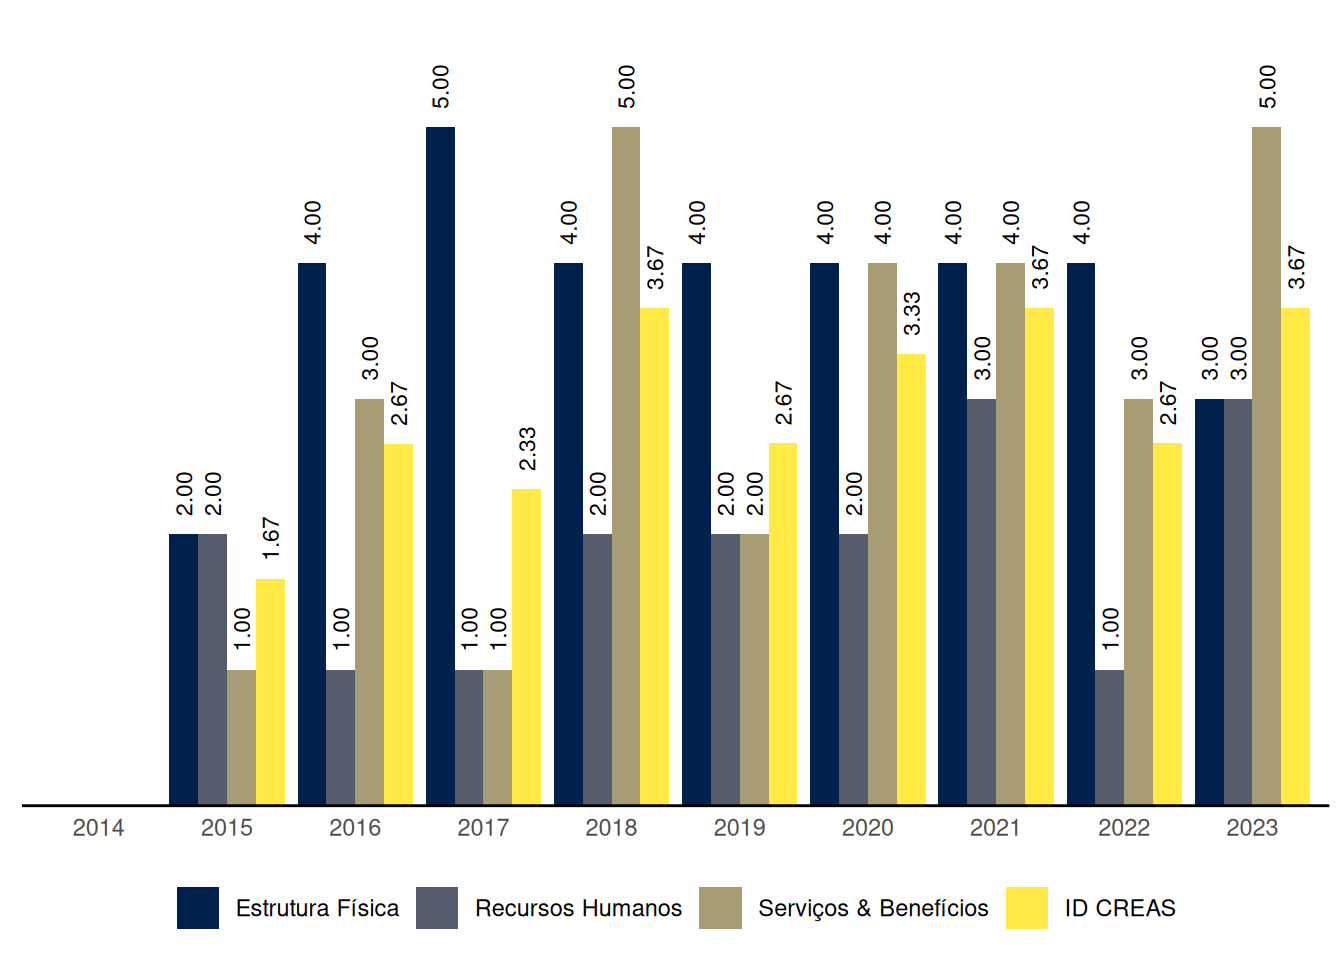 5.00 5.00 5.00
4.00 4.00 4.00 4.00 4.00 4.00 4.00 4.00
3.67 3.67 3.67
3.33
3.00 3.00 3.00 3.00 3.00
2.67 2.67 2.67
2.33
2.00 2.00 2.00 2.00 2.00 2.00
1.67
1.00 1.00 1.00 1.00 1.00
2014 2015 2016 2017 2018 2019 2020 2021 2022 2023
Estrutura Física Recursos Humanos Serviços & Benefícios ID CREAS